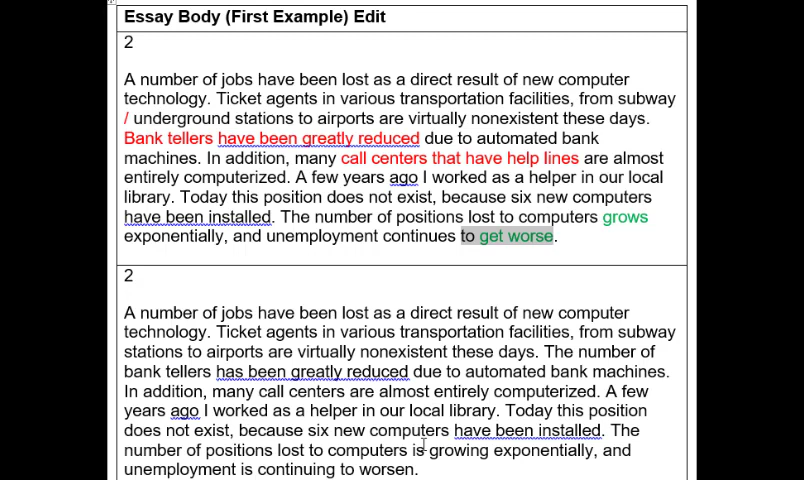 Essay Body (First Example) Edit
2
A number of jobs have been lost as a direct result of new computer
technology. Ticket agents in various transportation facilities, from subway
/ underground stations to airports are virtually nonexistent these days.
Bank tellers have been greatly reduced due to automated bank
machines. In addition, many call centers that have help lines are almost
entirely computerized. A few years ago I worked as a helper in our local
library. Today this position does not exist, because six new computers
have been installed. The number of positions lost to computers grows
exponentially, and unemployment continues to get worse.
2
A number of jobs have been lost as a direct result of new computer
technology. Ticket agents in various transportation facilities, from subway
stations to airports are virtually nonexistent these days. The number of
bank tellers has been greatly reduced due to automated bank machines.
In addition, many call centers are almost entirely computerized. A few
years ago I worked as a helper in our local library. Today this position
does not exist, because six new computers have been installed. The
number of positions lost to computers is growing exponentially, and
unemployment is continuing to worsen.